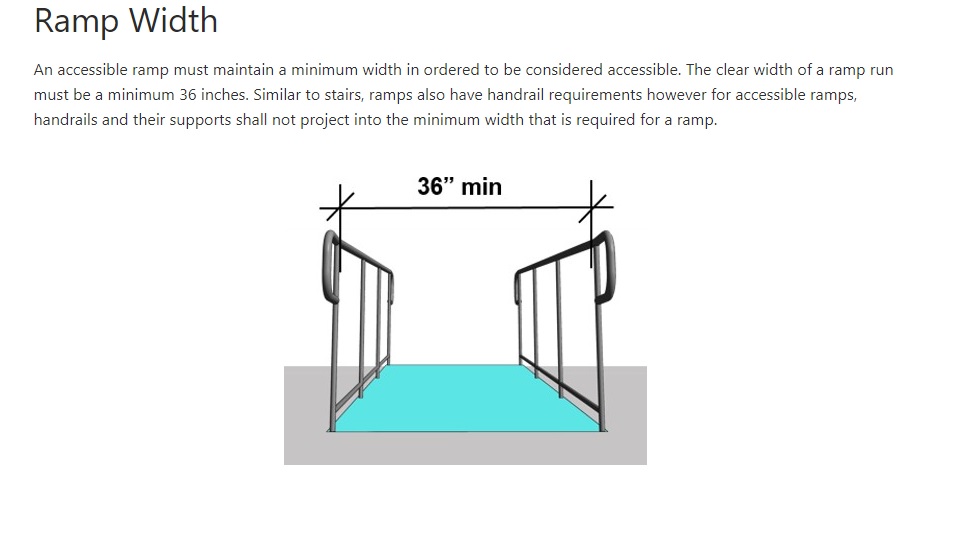 Ramp Width
An accessible ramp must maintain a minimum width in ordered to be considered accessible. The clear width of a ramp run
must be a minimum 36 inches. Similar to stairs, ramps also have handrail requirements however for accessible ramps,
handrails and their supports shall not project into the minimum width that is required for a ramp.
36” min